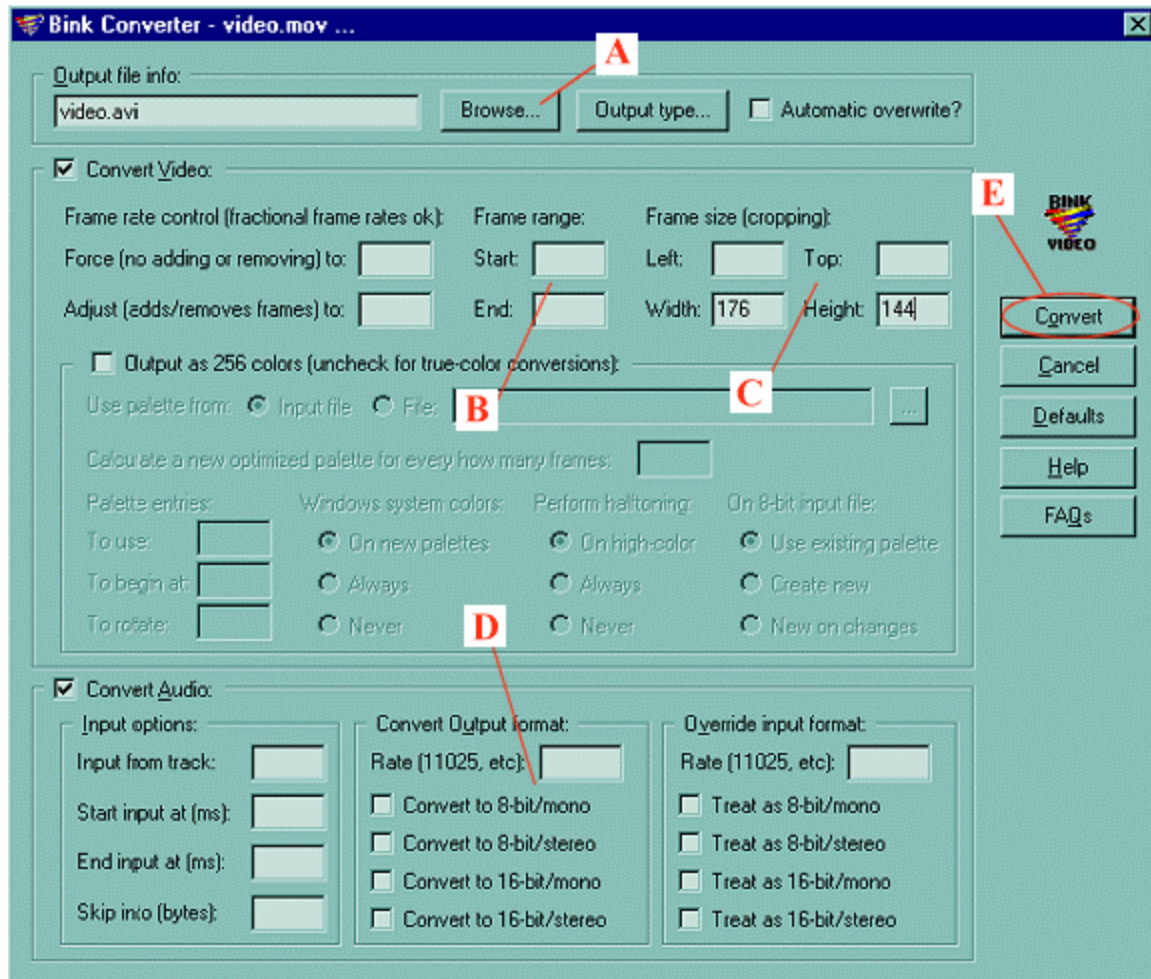 Bink Converter - video.mov ...
A
Output file info:
video.avi
Browse...
Output type...
Automatic overwrite?
Convert Video:
E
BINK
VIDEO
Frame rate control (fractional frame rates ok):
Frame range:
Frame size (cropping):
Force (no adding or removing) to:
Start:
Left:
Top:
Adjust (adds/removes frames) to:
End:
Width: 176
Height: 144
Convert
Cancel
Defaults
Help
FAQs
Output as 256 colors (uncheck for true-color conversions):
B
C
Use palette from:
Input file
File:
...
Calculate a new optimized palette for every how many frames:
Palette entries:
Windows system colors:
Perform halftoning:
On 8-bit input file:
To use:
On new palettes
On high-color
Use existing palette
To begin at:
Always
Always
Create new
To rotate:
Never
Never
New on changes
D
Convert Audio:
Input options:
Input from track:
Start input at (ms):
End input at (ms):
Skip into (bytes):
Convert Output format:
Rate (11025, etc):
Convert to 8-bit/mono
Convert to 8-bit/stereo
Convert to 16-bit/mono
Convert to 16-bit/stereo
Override input format:
Rate (11025, etc):
Treat as 8-bit/mono
Treat as 8-bit/stereo
Treat as 16-bit/mono
Treat as 16-bit/stereo